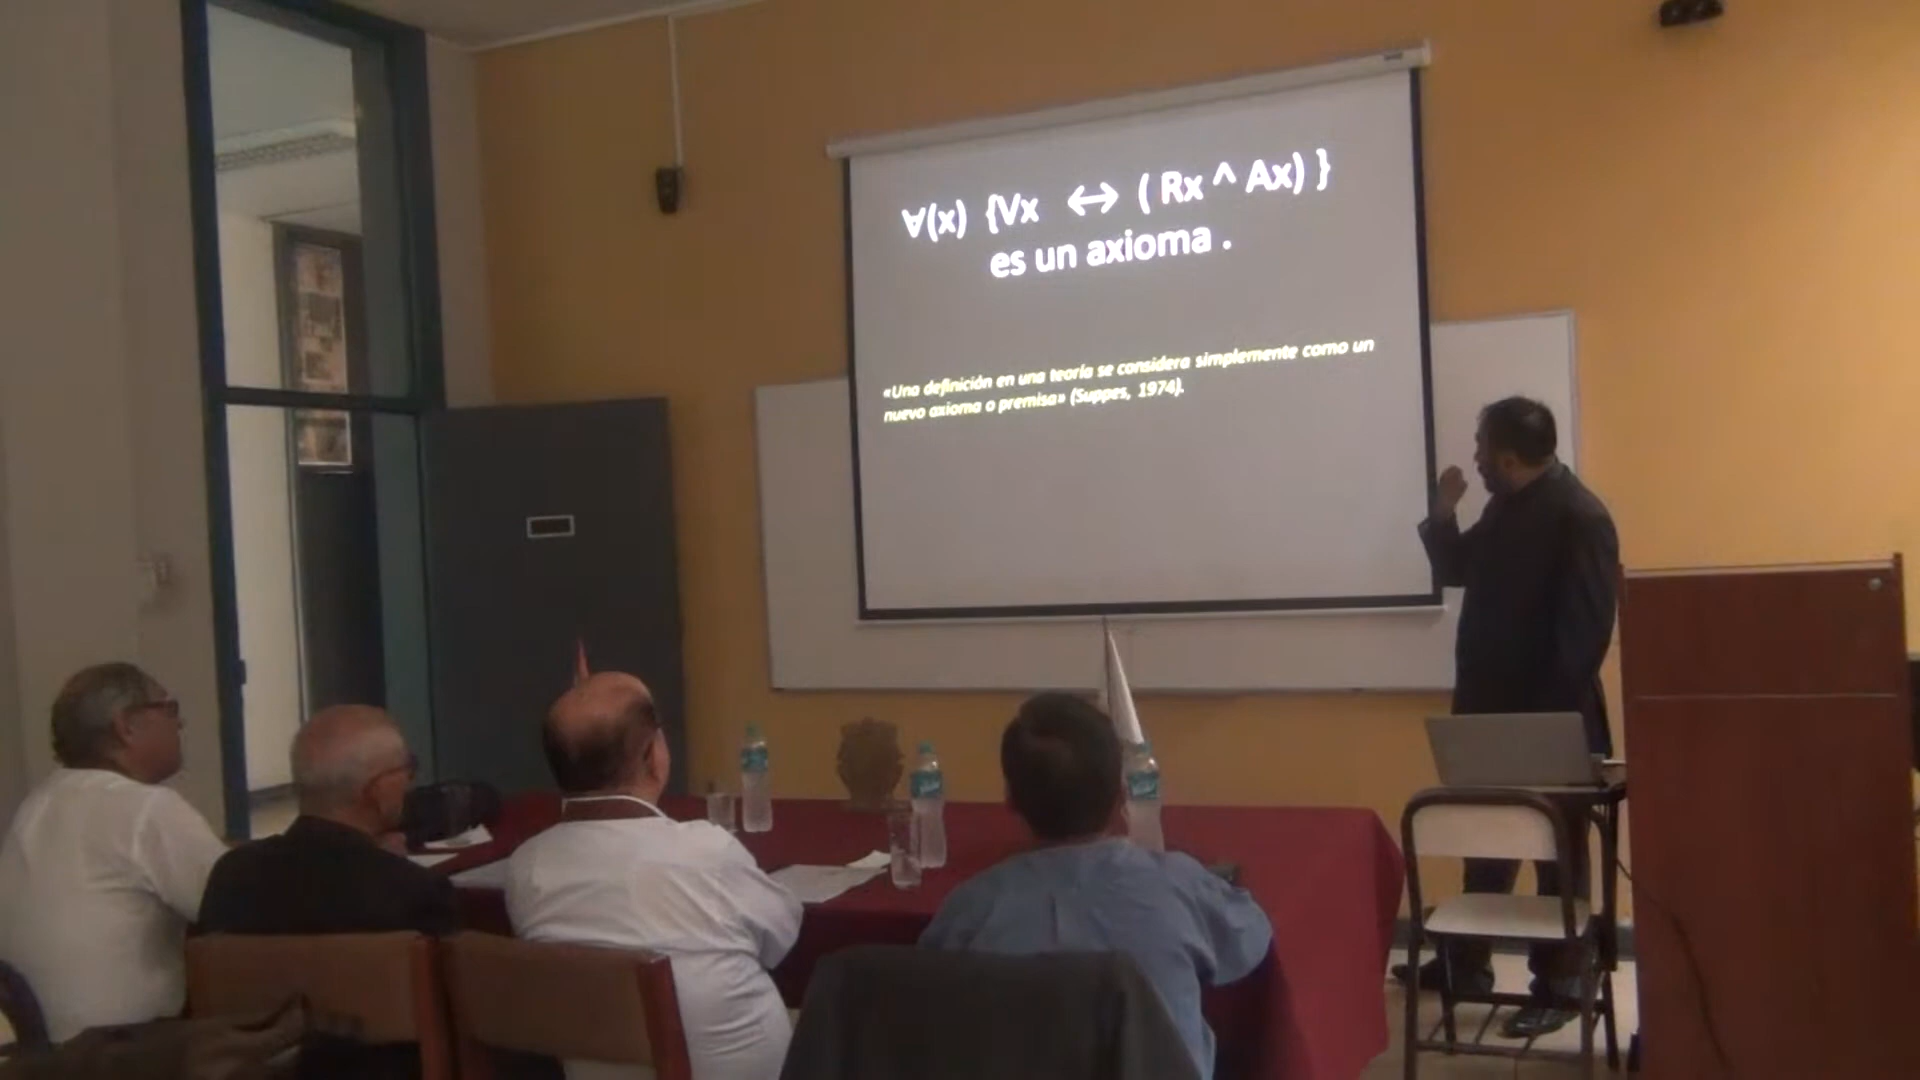 ∀(x) {Vx ↔ ( Rx ^ Ax) }
es un axioma .
«Una definición en una teoría se considera simplemente como un
nuevo axioma o premisa» (Suppes, 1974).